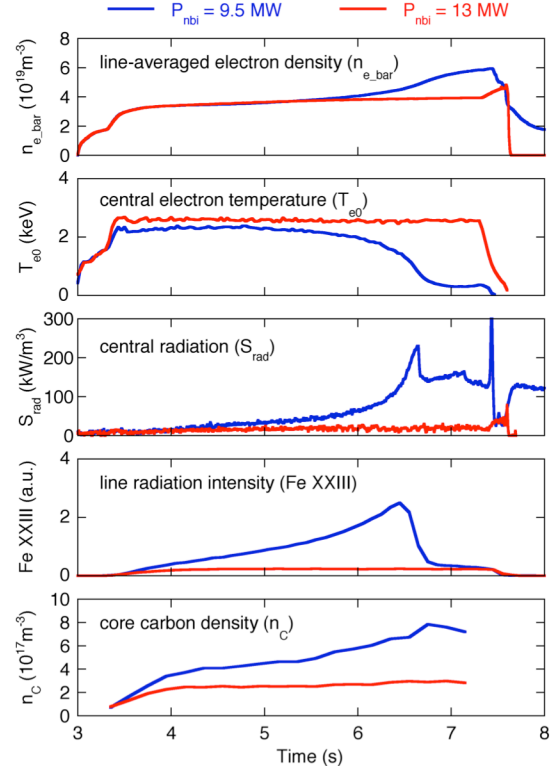 P_nbi = 9.5 MW P_nbi = 13 MW
8
6
4
2
0
n_e_bar (10^19 m^-3)
line-averaged electron density (n_e_bar)
4
2
0
T_e0 (keV)
central electron temperature (T_e0)
300
200
100
0
S_rad (kW/m^3)
central radiation (S_rad)
4
2
0
Fe XXIII (a.u.)
line radiation intensity (Fe XXIII)
10
8
6
4
2
0
n_C (10^17 m^-3)
core carbon density (n_C)
3 4 5 6 7 8
Time (s)